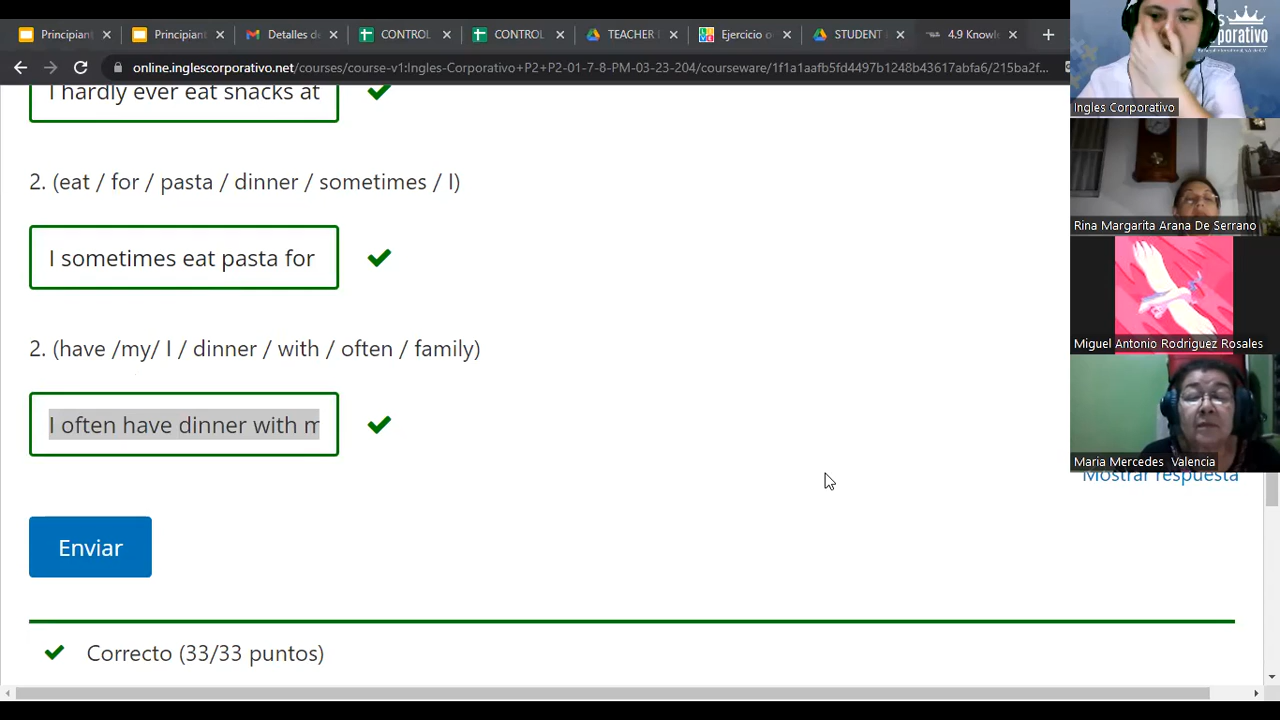 Principiant
Principiant
Detalles de
CONTROL
CONTROL
TEACHER
Ejercicio o
STUDENT
4.9 Knowl
online.inglescorporativo.net/courses/course-v1:Ingles-Corporativo+P2+P2-01-7-8-PM-03-23-204/courseware/1f1e1aafb5fd4497b1248b43617abfa6/215ba2f...
I hardly ever eat snacks at
2. (eat / for / pasta / dinner / sometimes / I)
I sometimes eat pasta for
2. (have /my/ I / dinner / with / often / family)
I often have dinner with m
Mostrar respuesta
Enviar
Correcto (33/33 puntos)
orporativo
Ingles Corporativo
Rina Margarita Arana De Serrano
Miguel Antonio Rodriguez Rosales
Maria Mercedes Valencia